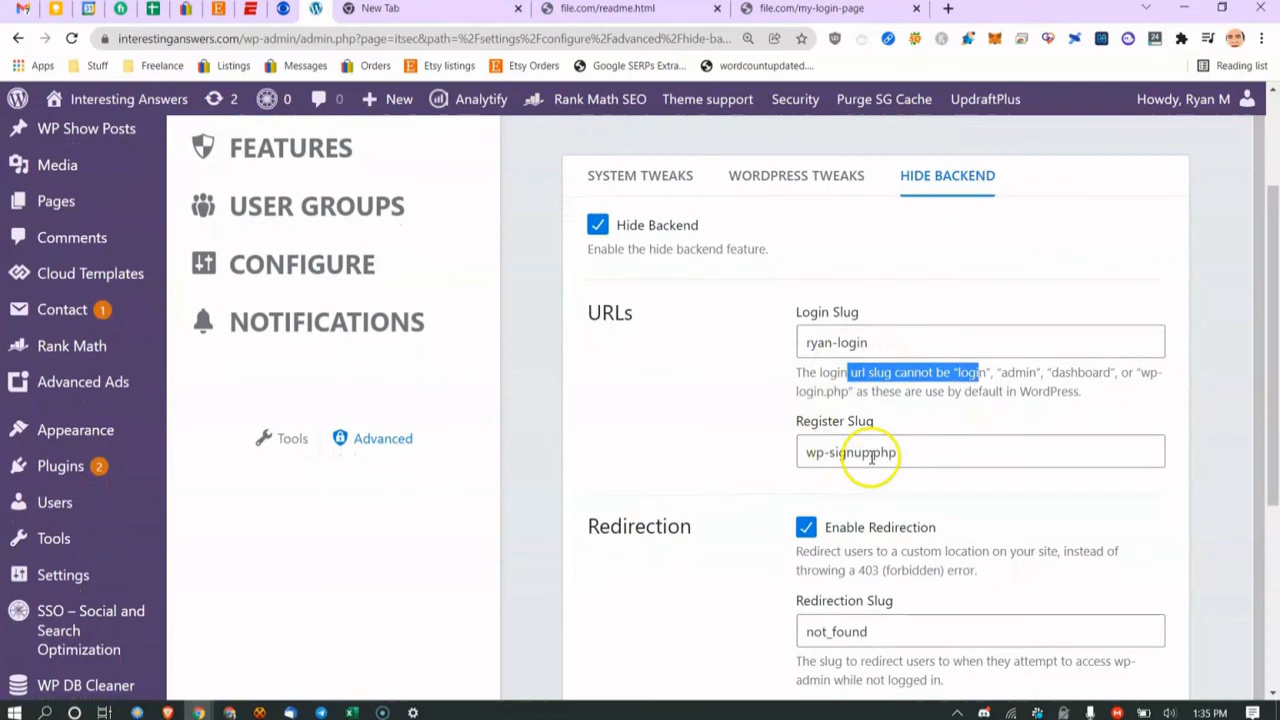 New Tab
file.com/readme.html
file.com/my-login-page
interestinganswers.com/wp-admin/admin.php?page=itsec&path=%2Fsettings%2Fconfigure%2Fadvanced%2Fhide-ba...
Apps
Stuff
Freelance
Listings
Messages
Orders
Etsy listings
Etsy Orders
Google SERPs Extra...
wordcountupdated....
Reading list
Interesting Answers
2
0
0
New
Analytify
Rank Math SEO
Theme support
Security
Purge SG Cache
UpdraftPlus
Howdy, Ryan M
WP Show Posts
Media
Pages
Comments
Cloud Templates
Contact 1
Rank Math
Advanced Ads
Appearance
Plugins 2
Users
Tools
Settings
SSO – Social and
Search
Optimization
WP DB Cleaner
FEATURES
USER GROUPS
CONFIGURE
NOTIFICATIONS
Tools
Advanced
SYSTEM TWEAKS
WORDPRESS TWEAKS
HIDE BACKEND
Hide Backend
Enable the hide backend feature.
URLs
Login Slug
ryan-login
The login url slug cannot be “login”, “admin”, “dashboard”, or “wp-
login.php” as these are use by default in WordPress.
Register Slug
wp-signup.php
Redirection
Enable Redirection
Redirect users to a custom location on your site, instead of
throwing a 403 (forbidden) error.
Redirection Slug
not_found
The slug to redirect users to when they attempt to access wp-
admin while not logged in.
1:35 PM